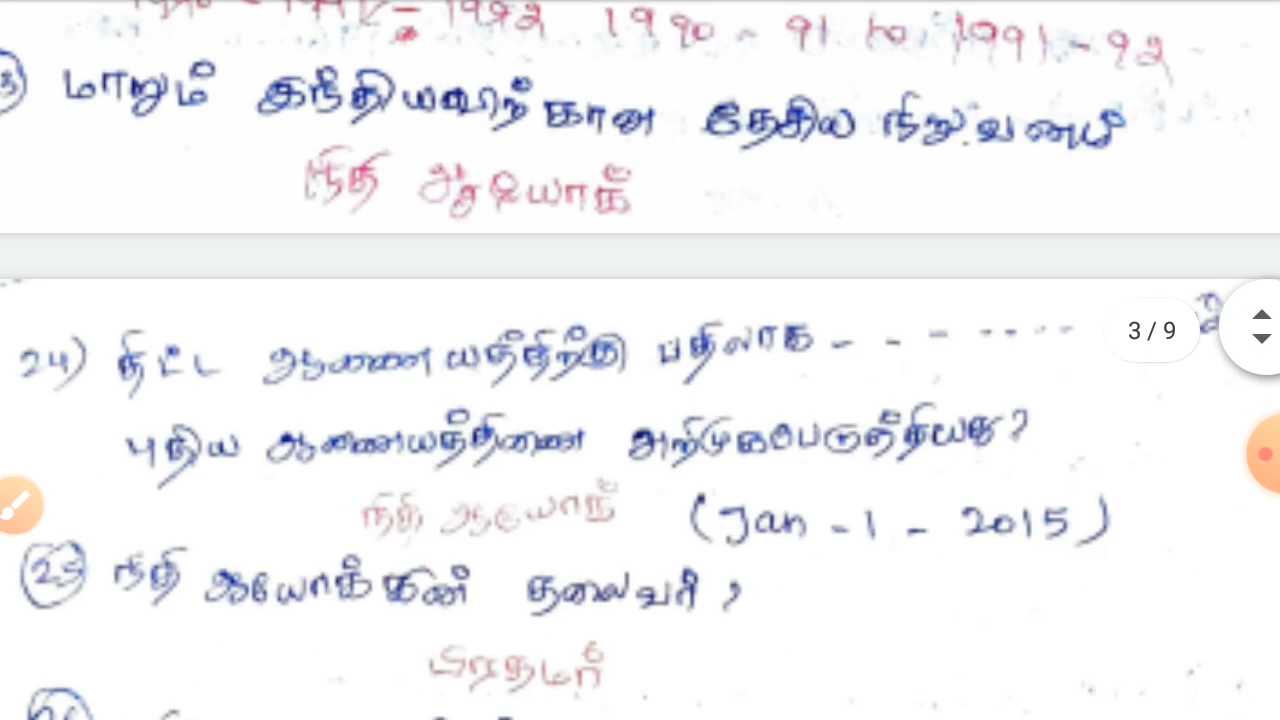 1990 - 91 to 1991 - 92
மாறும் இந்தியாவிற்கான தேசிய நிறுவனம்
நிதி ஆயோக்
3 / 9
24) திட்ட ஆணையத்திற்கு பதிலாக - - - - - - - -
புதிய ஆணையத்தினை அறிமுகப்படுத்தியது?
நிதி ஆயோக் (Jan - 1 - 2015)
25 நிதி ஆயோக்கின் தலைவர் ?
பிரதமர்